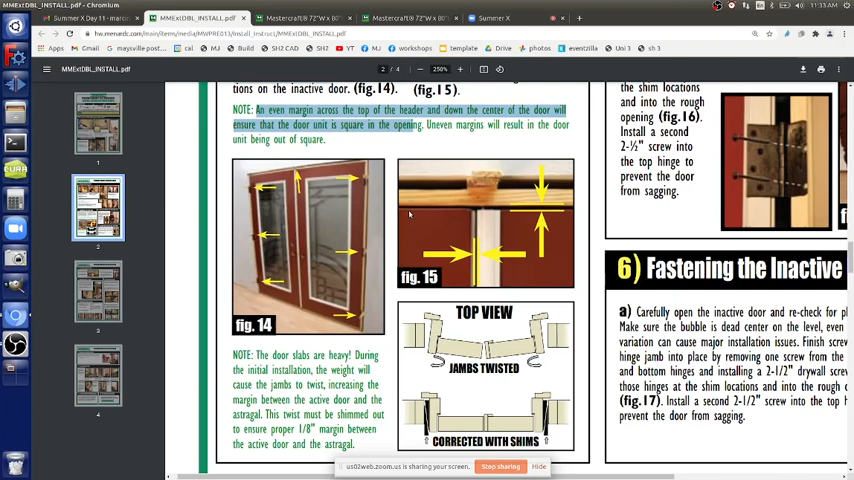 MMExtDBL_INSTALL.pdf - Chromium
11:33 AM
Summer X Day 11 - mars
MMExtDBL_INSTALL.pdf
Mastercraft® 72"W x 80"
Mastercraft® 72"W x 80"
Summer X
hw.menardc.com/main/items/media/MWPRE013/Install_Instruct/MMExtDBL_INSTALL.pdf
Apps
Gmail
maysville post...
Build
SH2 CAD
SH2
MJ
workshops
template
Drive
eventzilla
Uni 3
sh 3
MMExtDBL_INSTALL.pdf
2 / 4
250%
1
2
3
4
tions on the inactive door. (fig.14).
(fig.15)
NOTE: An even margin across the top of the header and down the center of the door will
ensure that the door unit is square in the opening. Uneven margins will result in the door
unit being out of square.
fig. 14
fig. 15
NOTE: The door slabs are heavy! During
the initial installation, the weight will
cause the jambs to twist, increasing the
margin between the active door and the
astragal. This twist must be shimmed out
to ensure proper 1/8" margin between
the active door and the astragal.
TOP VIEW
JAMBS TWISTED
CORRECTED WITH SHIMS
the shim locations
and into the rough
opening (fig.16).
Install a second
2-½" screw into
the top hinge to
prevent the door
from sagging.
6) Fastening the Inactive
a) Carefully open the inactive door and re-check for pl
Make sure the bubble is dead center on the level, even
variation can cause major installation issues. Finish screw
hinge jamb into place by removing one screw from the
and bottom hinges and installing a 2-1/2" drywall screw
those hinges at the shim locations and into the rough o
(fig.17). Install a second 2-1/2" screw into the top h
prevent the door from sagging.
us02web.zoom.us is sharing your screen.
Stop sharing
Hide